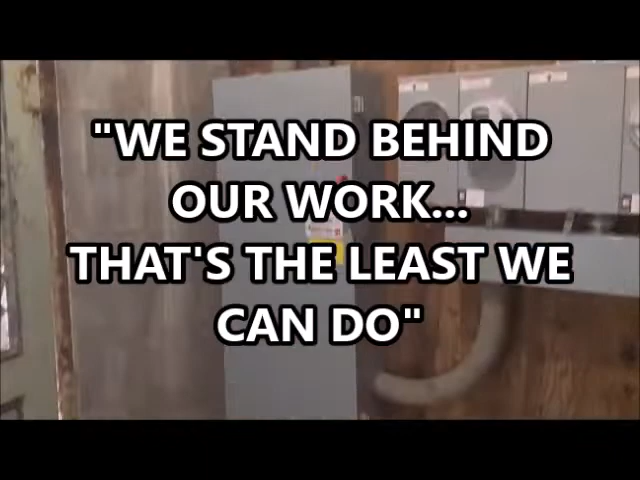 "WE STAND BEHIND
OUR WORK...
THAT'S THE LEAST WE
CAN DO"